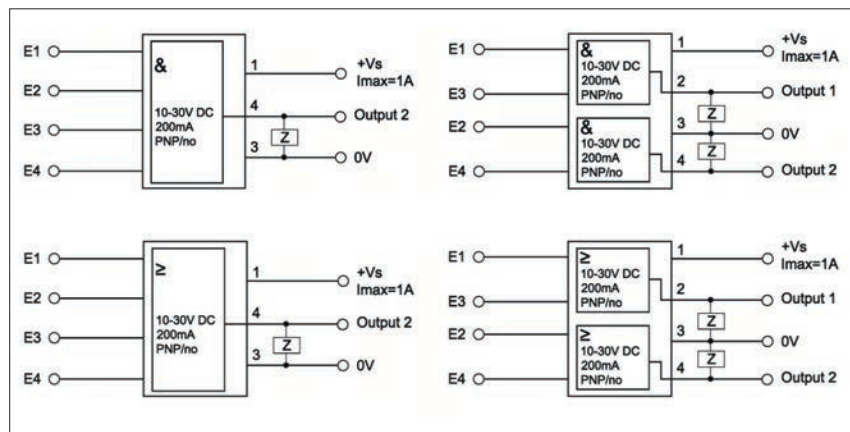 E1
E2
E3
E4
&
10-30V DC
200mA
PNP/no
1
4
3
+Vs
Imax=1A
Output 2
Z
0V
E1
E3
E2
E4
&
10-30V DC
200mA
PNP/no
&
10-30V DC
200mA
PNP/no
1
2
3
4
+Vs
Imax=1A
Output 1
Z
0V
Z
Output 2
E1
E2
E3
E4
≥
10-30V DC
200mA
PNP/no
1
4
3
+Vs
Imax=1A
Output 2
Z
0V
E1
E3
E2
E4
≥
10-30V DC
200mA
PNP/no
≥
10-30V DC
200mA
PNP/no
1
2
3
4
+Vs
Imax=1A
Output 1
Z
0V
Z
Output 2